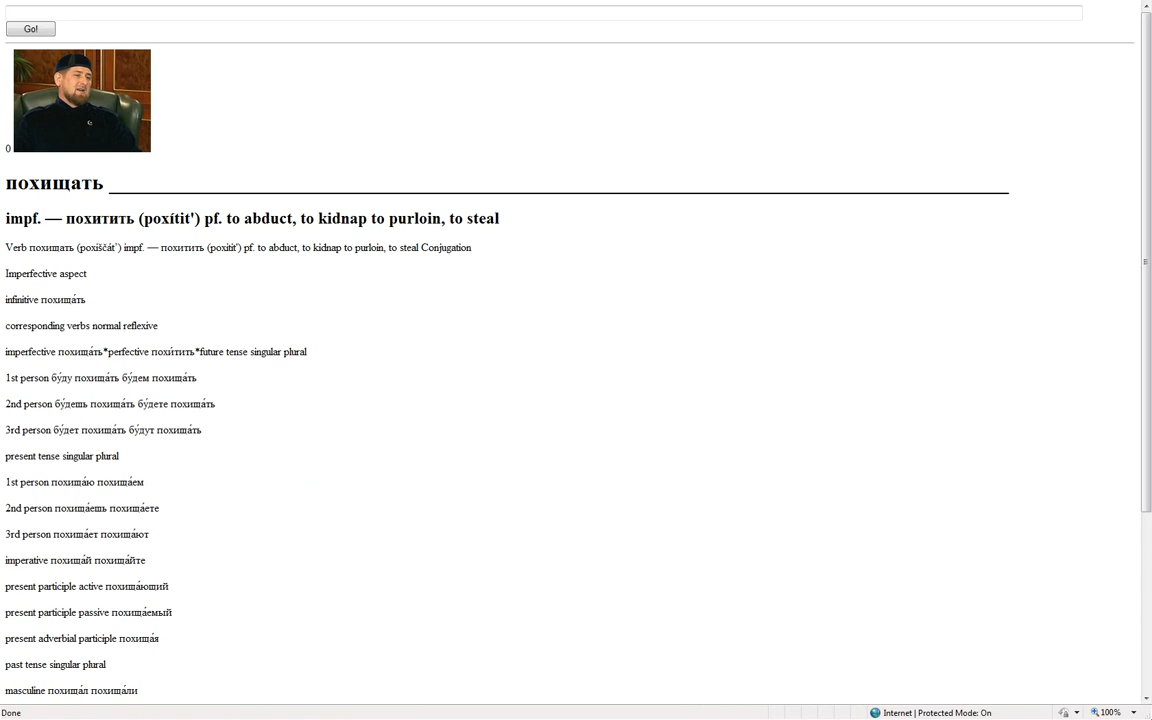 Go!
0
похищать
impf. — похитить (poxítit') pf. to abduct, to kidnap to purloin, to steal
Verb похищать (poxiščát’) impf. — похитить (poxitit') pf. to abduct, to kidnap to purloin, to steal Conjugation
Imperfective aspect
infinitive похища́ть
corresponding verbs normal reflexive
imperfective похища́ть*perfective похи́тить*future tense singular plural
1st person бу́ду похища́ть бу́дем похища́ть
2nd person бу́дешь похища́ть бу́дете похища́ть
3rd person бу́дет похища́ть бу́дут похища́ть
present tense singular plural
1st person похища́ю похища́ем
2nd person похища́ешь похища́ете
3rd person похища́ет похища́ют
imperative похища́й похища́йте
present participle active похища́ющий
present participle passive похища́емый
present adverbial participle похища́я
past tense singular plural
masculine похища́л похища́ли
Done
Internet | Protected Mode: On
100%